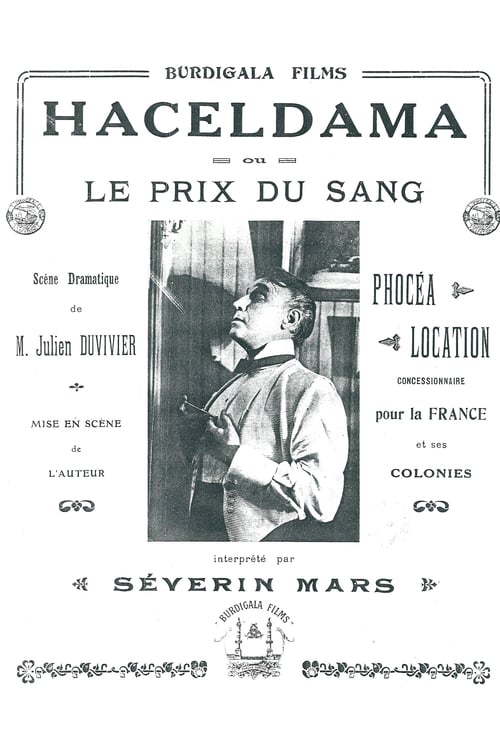 BURDIGALA FILMS
HACELDAMA
ou
LE PRIX DU SANG
Scène Dramatique
de
M. Julien DUVIVIER
MISE EN SCÈNE
de
L'AUTEUR
PHOCÉA
LOCATION
CONCESSIONNAIRE
pour la FRANCE
et ses
COLONIES
interprêté par
SÉVERIN MARS
BURDIGALA FILMS